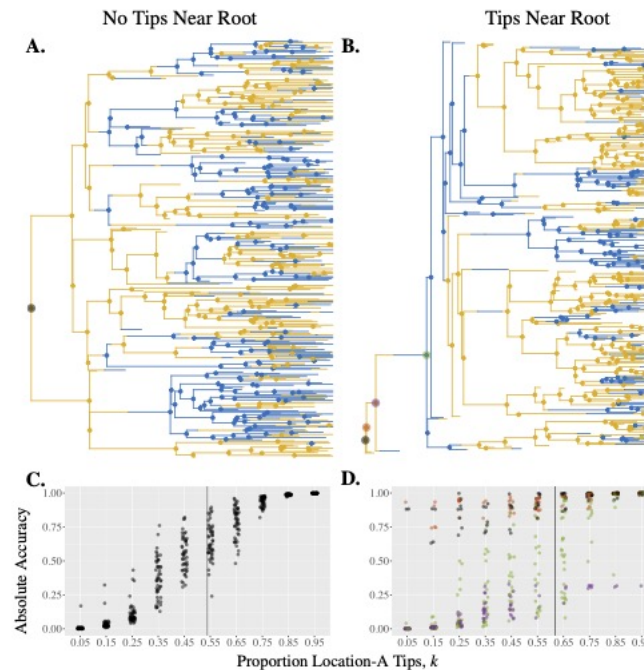 No Tips Near Root
Tips Near Root
A.
B.
C.
D.
1.00
0.75
0.50
0.25
0.00
Absolute Accuracy
0.05 0.15 0.25 0.35 0.45 0.55 0.65 0.75 0.85 0.95
1.00
0.75
0.50
0.25
0.00
0.05 0.15 0.25 0.35 0.45 0.55 0.65 0.75 0.85 0.9
Proportion Location-A Tips, k